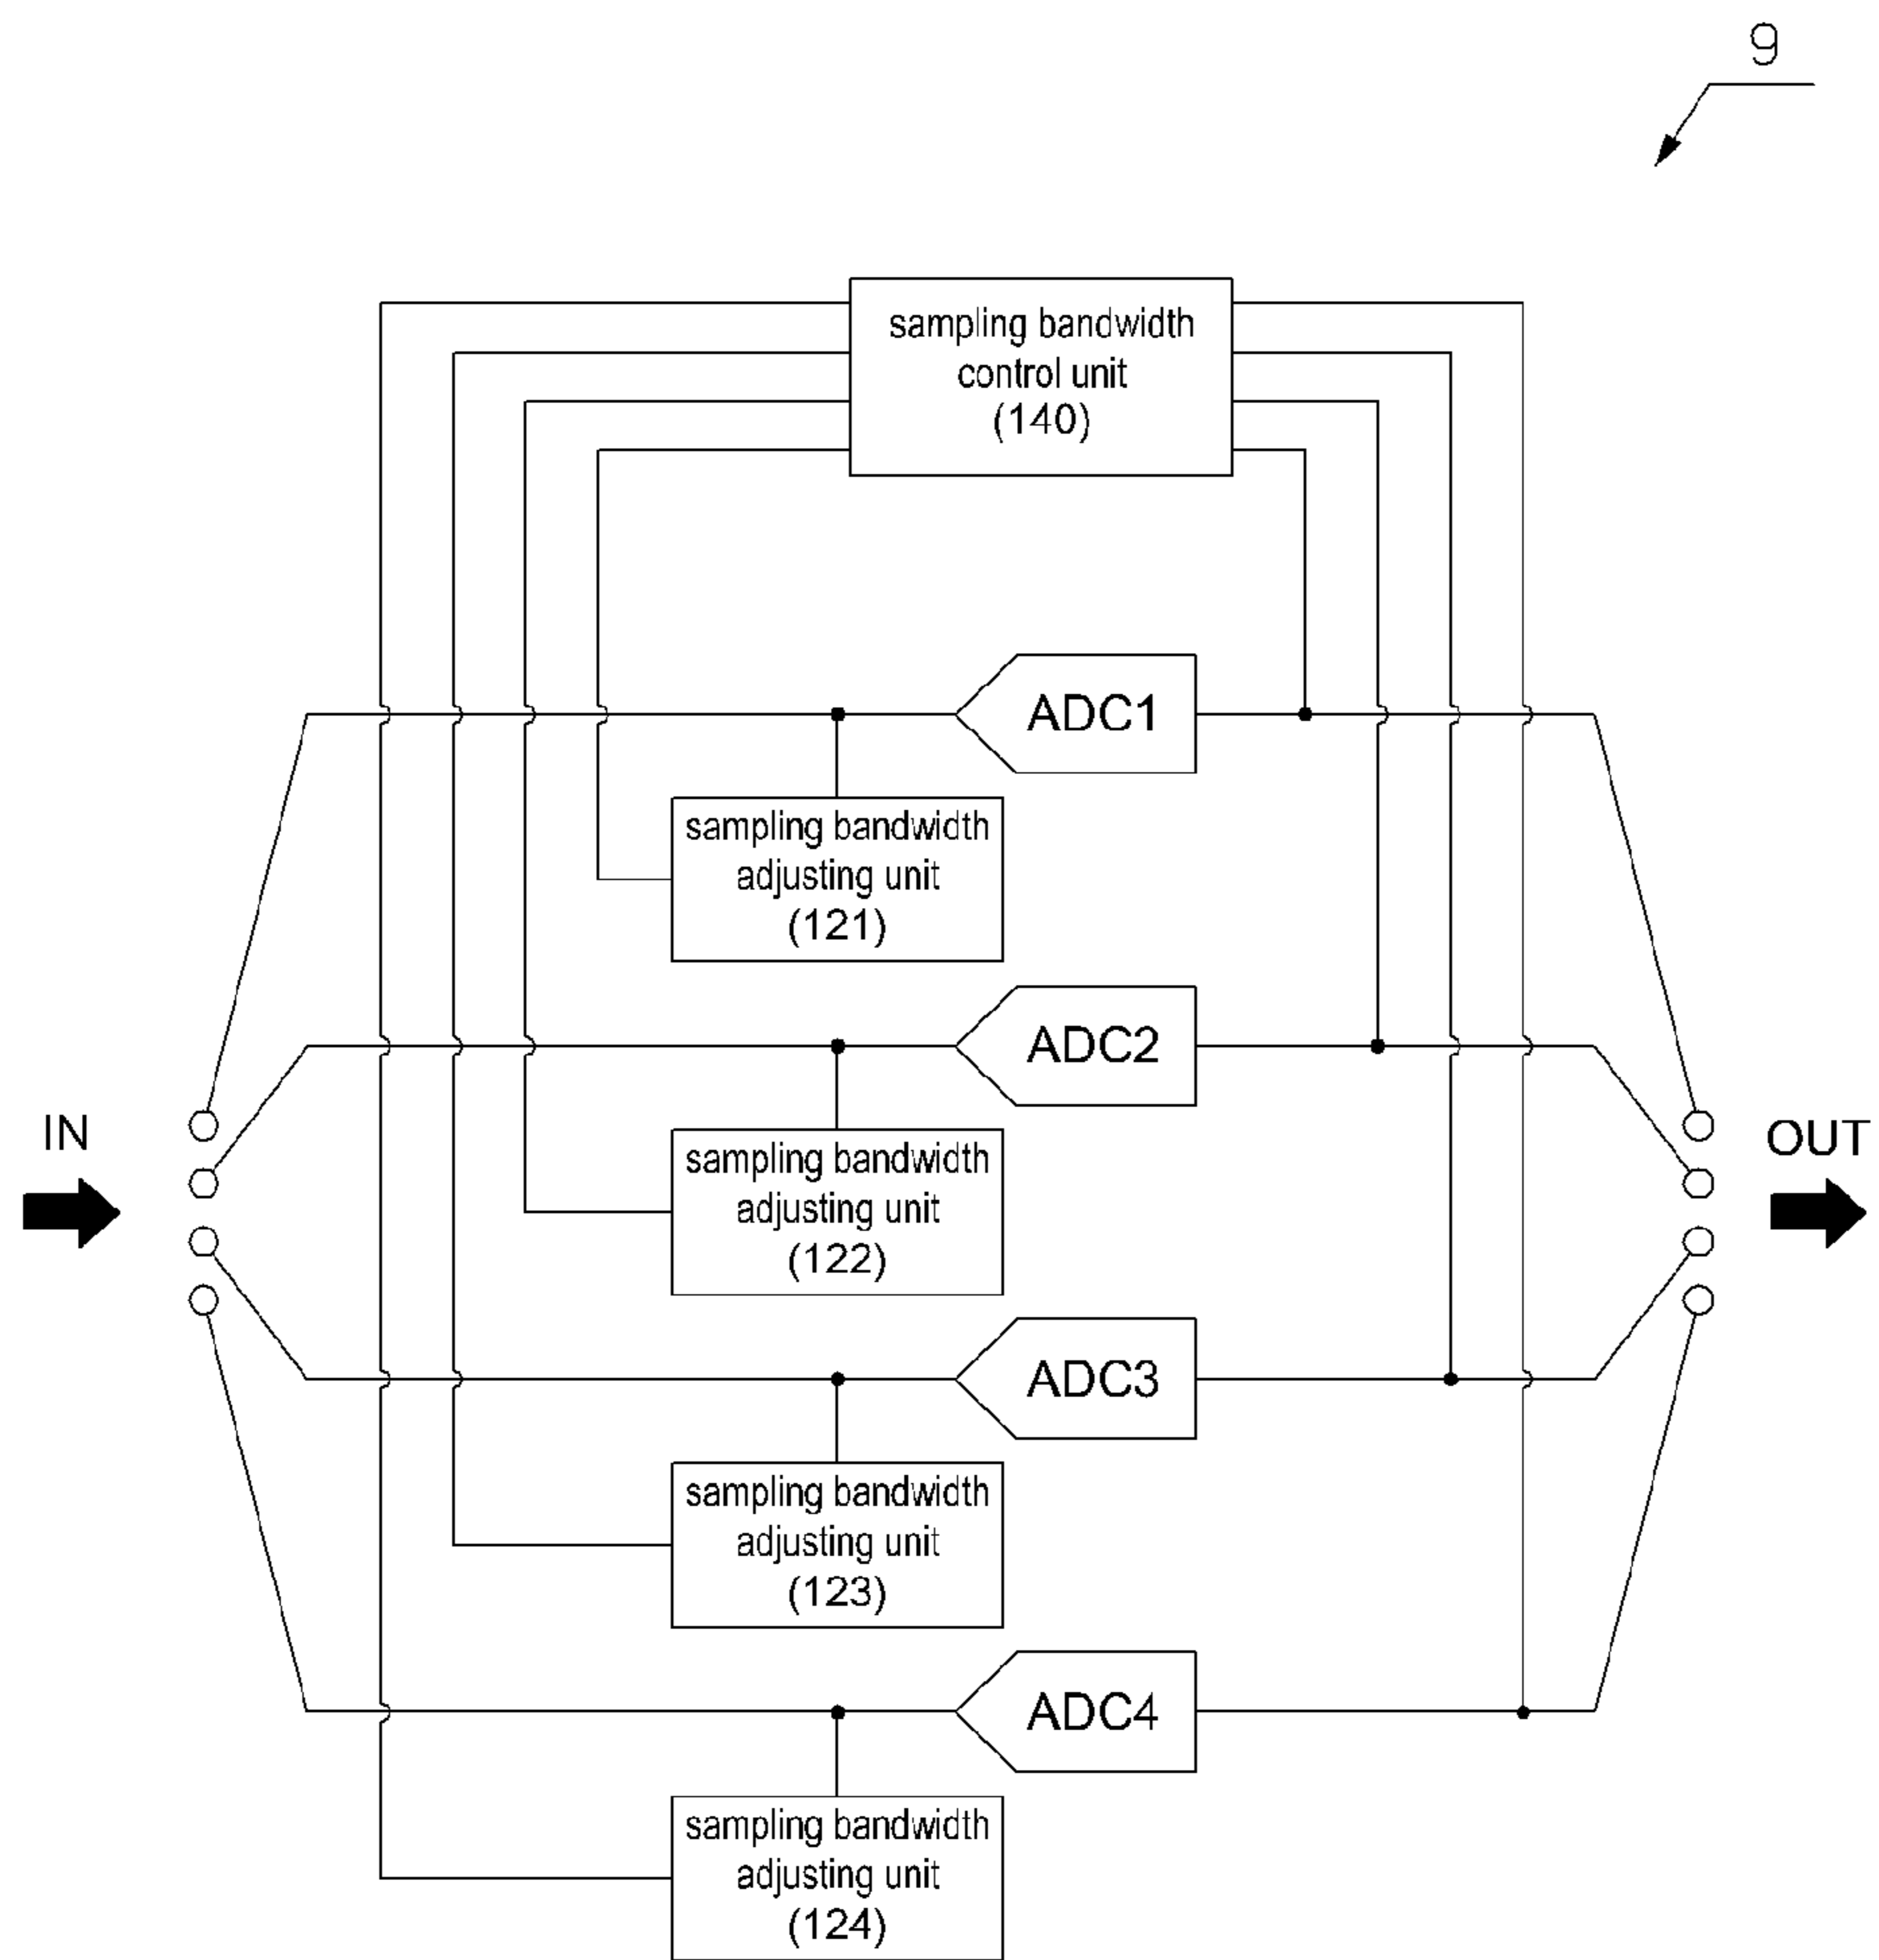 9
sampling bandwidth
control unit
(140)
ADC1
sampling bandwidth
adjusting unit
(121)
ADC2
IN
OUT
sampling bandwidth
adjusting unit
(122)
ADC3
sampling bandwidth
adjusting unit
(123)
ADC4
sampling bandwidth
adjusting unit
(124)